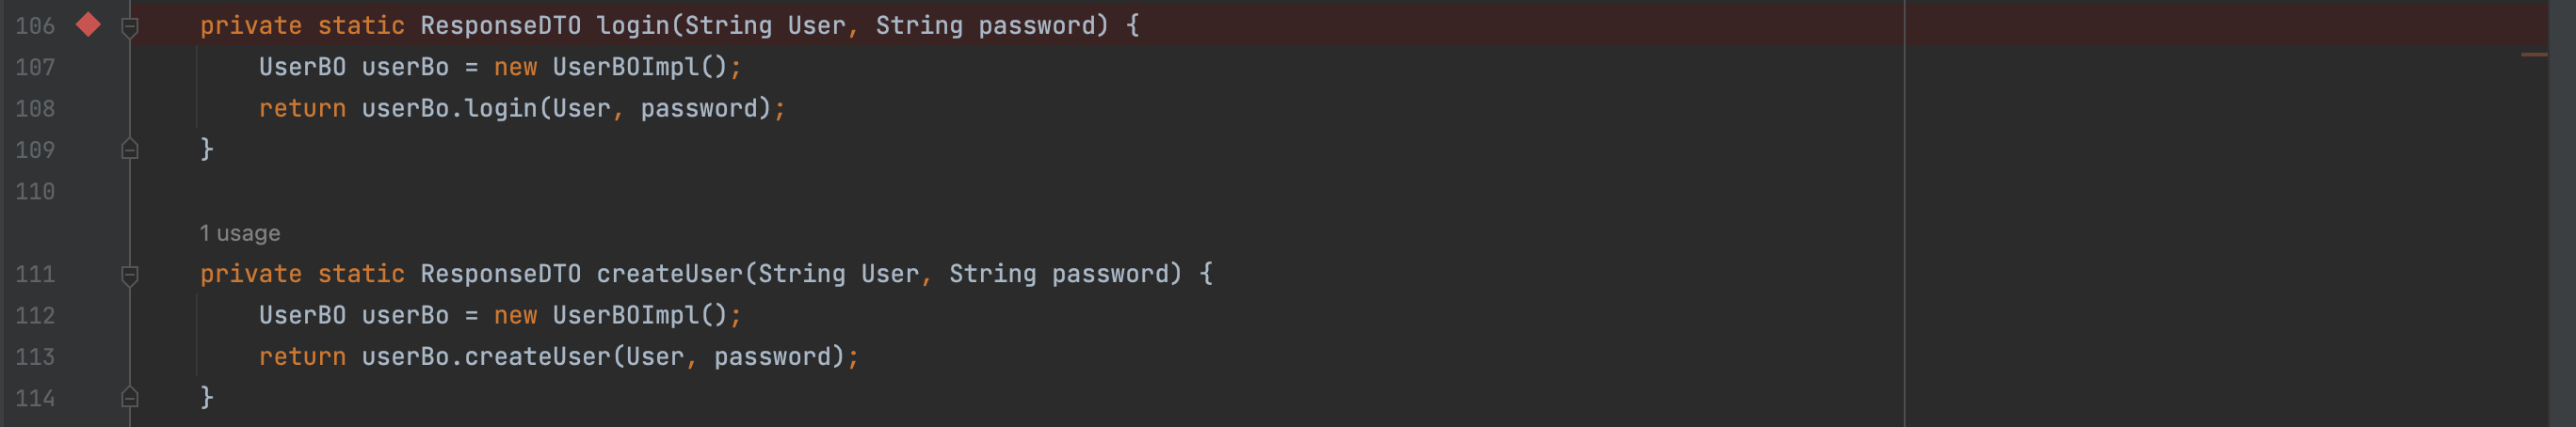 106 private static ResponseDTO login(String User, String password) {
107 UserBO userBo = new UserBOImpl();
108 return userBo.login(User, password);
109 }
110
1 usage
111 private static ResponseDTO createUser(String User, String password) {
112 UserBO userBo = new UserBOImpl();
113 return userBo.createUser(User, password);
114 }